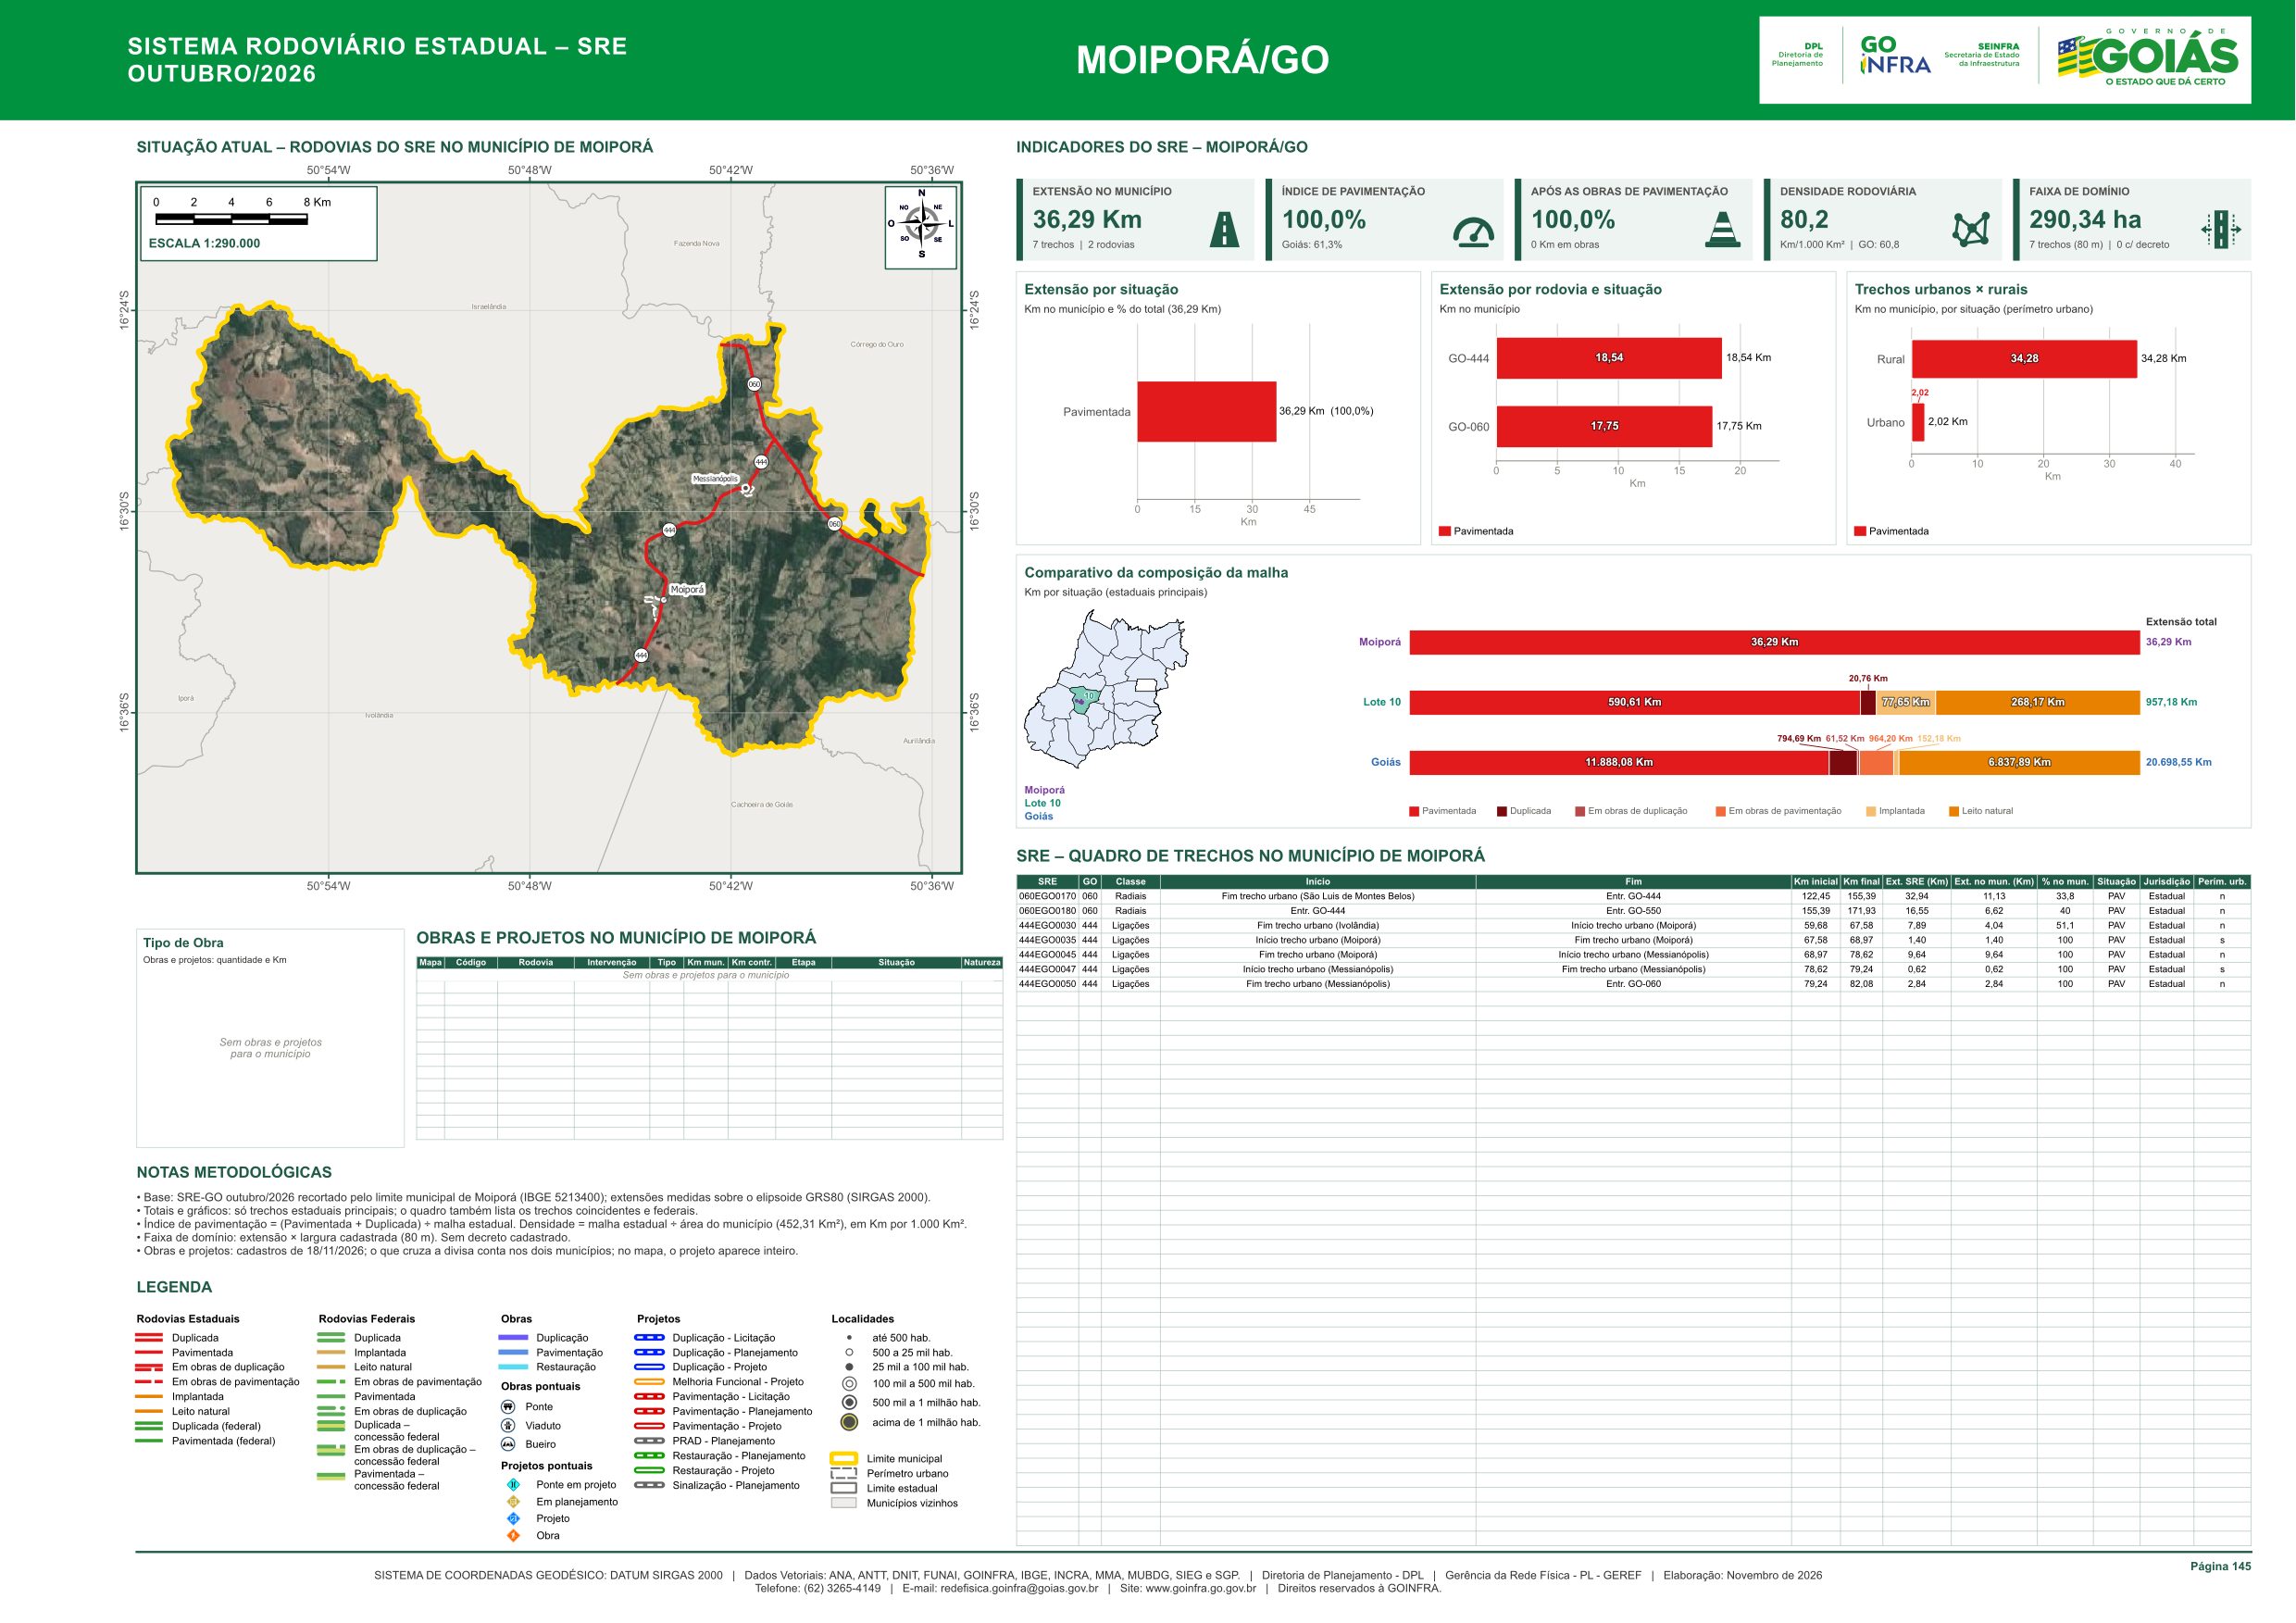 SISTEMA RODOVIÁRIO ESTADUAL – SRE
OUTUBRO/2026
MOIPORÁ/GO
DPL
Diretoria de
Planejamento
GO
iNFRA
SEINFRA
Secretaria de Estado
da Infraestrutura
GOVERNO DE
GOIÁS
O ESTADO QUE DÁ CERTO
SITUAÇÃO ATUAL – RODOVIAS DO SRE NO MUNICÍPIO DE MOIPORÁ
50°54'W 50°48'W 50°42'W 50°36'W
0 2 4 6 8 Km
ESCALA 1:290.000
N
NO NE
O L
SO SE
S
Fazenda Nova
Israelândia
16°24'S 16°24'S
Córrego do Ouro
060
444
Messianópolis
16°30'S 16°30'S
060
444
Moiporá
444
Iporá
Ivolândia
16°36'S 16°36'S
Aurilândia
Cachoeira de Goiás
50°54'W 50°48'W 50°42'W 50°36'W
INDICADORES DO SRE – MOIPORÁ/GO
EXTENSÃO NO MUNICÍPIO
36,29 Km
7 trechos | 2 rodovias
ÍNDICE DE PAVIMENTAÇÃO
100,0%
Goiás: 61,3%
APÓS AS OBRAS DE PAVIMENTAÇÃO
100,0%
0 Km em obras
DENSIDADE RODOVIÁRIA
80,2
Km/1.000 Km² | GO: 60,8
FAIXA DE DOMÍNIO
290,34 ha
7 trechos (80 m) | 0 c/ decreto
Extensão por situação
Km no município e % do total (36,29 Km)
Pavimentada
36,29 Km (100,0%)
0 15 30 45
Km
Extensão por rodovia e situação
Km no município
GO-444 18,54 18,54 Km
GO-060 17,75 17,75 Km
0 5 10 15 20
Km
Pavimentada
Trechos urbanos × rurais
Km no município, por situação (perímetro urbano)
Rural 34,28 34,28 Km
2,02
Urbano 2,02 Km
0 10 20 30 40
Km
Pavimentada
Comparativo da composição da malha
Km por situação (estaduais principais)
10
Moiporá
Lote 10
Goiás
Extensão total
Moiporá 36,29 Km 36,29 Km
20,76 Km
Lote 10 590,61 Km 77,65 Km 268,17 Km 957,18 Km
794,69 Km 61,52 Km 964,20 Km 152,18 Km
Goiás 11.888,08 Km 6.837,89 Km 20.698,55 Km
Pavimentada Duplicada Em obras de duplicação Em obras de pavimentação Implantada Leito natural
SRE – QUADRO DE TRECHOS NO MUNICÍPIO DE MOIPORÁ
SRE GO Classe Início Fim Km inicial Km final Ext. SRE (Km) Ext. no mun. (Km) % no mun. Situação Jurisdição Perím. urb.
060EGO0170 060 Radiais Fim trecho urbano (São Luis de Montes Belos) Entr. GO-444 122,45 155,39 32,94 11,13 33,8 PAV Estadual n
060EGO0180 060 Radiais Entr. GO-444 Entr. GO-550 155,39 171,93 16,55 6,62 40 PAV Estadual n
444EGO0030 444 Ligações Fim trecho urbano (Ivolândia) Início trecho urbano (Moiporá) 59,68 67,58 7,89 4,04 51,1 PAV Estadual n
444EGO0035 444 Ligações Início trecho urbano (Moiporá) Fim trecho urbano (Moiporá) 67,58 68,97 1,40 1,40 100 PAV Estadual s
444EGO0045 444 Ligações Fim trecho urbano (Moiporá) Início trecho urbano (Messianópolis) 68,97 78,62 9,64 9,64 100 PAV Estadual n
444EGO0047 444 Ligações Início trecho urbano (Messianópolis) Fim trecho urbano (Messianópolis) 78,62 79,24 0,62 0,62 100 PAV Estadual s
444EGO0050 444 Ligações Fim trecho urbano (Messianópolis) Entr. GO-060 79,24 82,08 2,84 2,84 100 PAV Estadual n
Tipo de Obra
Obras e projetos: quantidade e Km
Sem obras e projetos
para o município
OBRAS E PROJETOS NO MUNICÍPIO DE MOIPORÁ
Mapa Código Rodovia Intervenção Tipo Km mun. Km contr. Etapa Situação Natureza
Sem obras e projetos para o município
NOTAS METODOLÓGICAS
• Base: SRE-GO outubro/2026 recortado pelo limite municipal de Moiporá (IBGE 5213400); extensões medidas sobre o elipsoide GRS80 (SIRGAS 2000).
• Totais e gráficos: só trechos estaduais principais; o quadro também lista os trechos coincidentes e federais.
• Índice de pavimentação = (Pavimentada + Duplicada) ÷ malha estadual. Densidade = malha estadual ÷ área do município (452,31 Km²), em Km por 1.000 Km².
• Faixa de domínio: extensão × largura cadastrada (80 m). Sem decreto cadastrado.
• Obras e projetos: cadastros de 18/11/2026; o que cruza a divisa conta nos dois municípios; no mapa, o projeto aparece inteiro.
LEGENDA
Rodovias Estaduais
Duplicada
Pavimentada
Em obras de duplicação
Em obras de pavimentação
Implantada
Leito natural
Duplicada (federal)
Pavimentada (federal)
Rodovias Federais
Duplicada
Implantada
Leito natural
Em obras de pavimentação
Pavimentada
Em obras de duplicação
Duplicada –
concessão federal
Em obras de duplicação –
concessão federal
Pavimentada –
concessão federal
Obras
Duplicação
Pavimentação
Restauração
Obras pontuais
Ponte
Viaduto
Bueiro
Projetos pontuais
Ponte em projeto
Em planejamento
Projeto
Obra
Projetos
Duplicação - Licitação
Duplicação - Planejamento
Duplicação - Projeto
Melhoria Funcional - Projeto
Pavimentação - Licitação
Pavimentação - Planejamento
Pavimentação - Projeto
PRAD - Planejamento
Restauração - Planejamento
Restauração - Projeto
Sinalização - Planejamento
Localidades
até 500 hab.
500 a 25 mil hab.
25 mil a 100 mil hab.
100 mil a 500 mil hab.
500 mil a 1 milhão hab.
acima de 1 milhão hab.
Limite municipal
Perímetro urbano
Limite estadual
Municípios vizinhos
Página 145
SISTEMA DE COORDENADAS GEODÉSICO: DATUM SIRGAS 2000 | Dados Vetoriais: ANA, ANTT, DNIT, FUNAI, GOINFRA, IBGE, INCRA, MMA, MUBDG, SIEG e SGP. | Diretoria de Planejamento - DPL | Gerência da Rede Física - PL - GEREF | Elaboração: Novembro de 2026
Telefone: (62) 3265-4149 | E-mail: redefisica.goinfra@goias.gov.br | Site: www.goinfra.go.gov.br | Direitos reservados à GOINFRA.